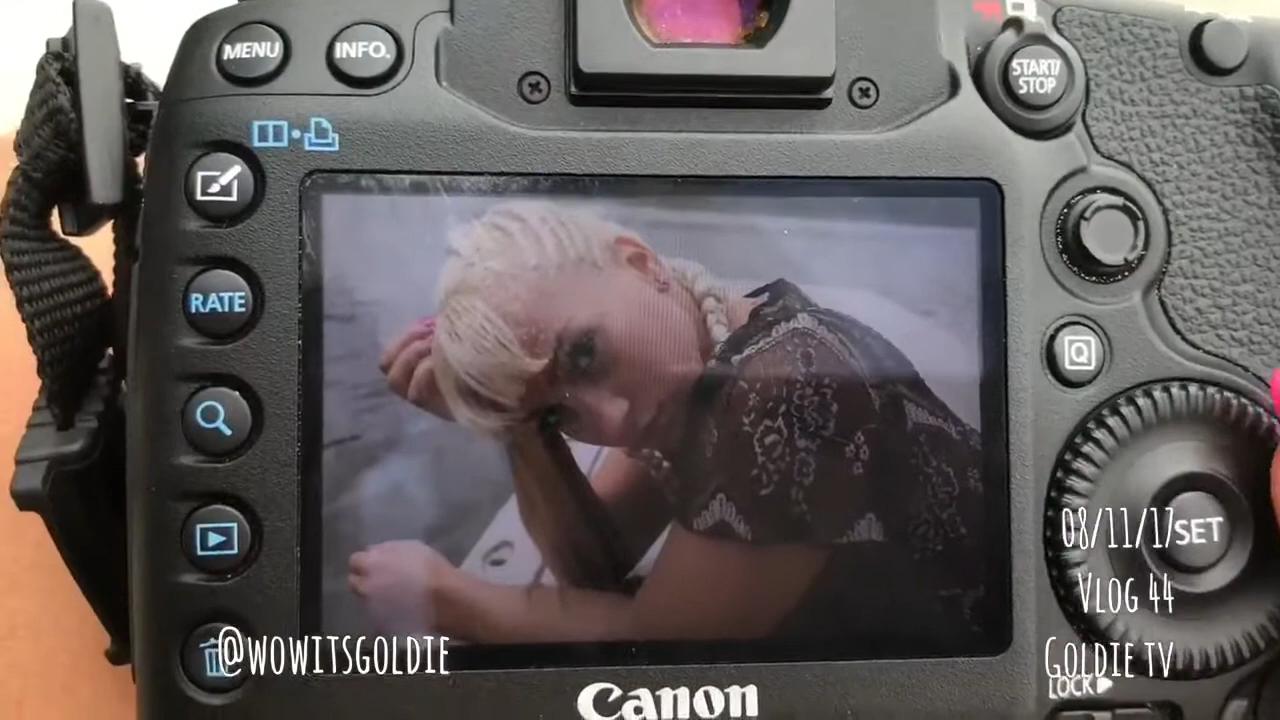 MENU
INFO.
START/
STOP
RATE
Q
SET
08/11/17
Vlog 44
Goldie TV
@wowitsgoldie
LOCK
Canon